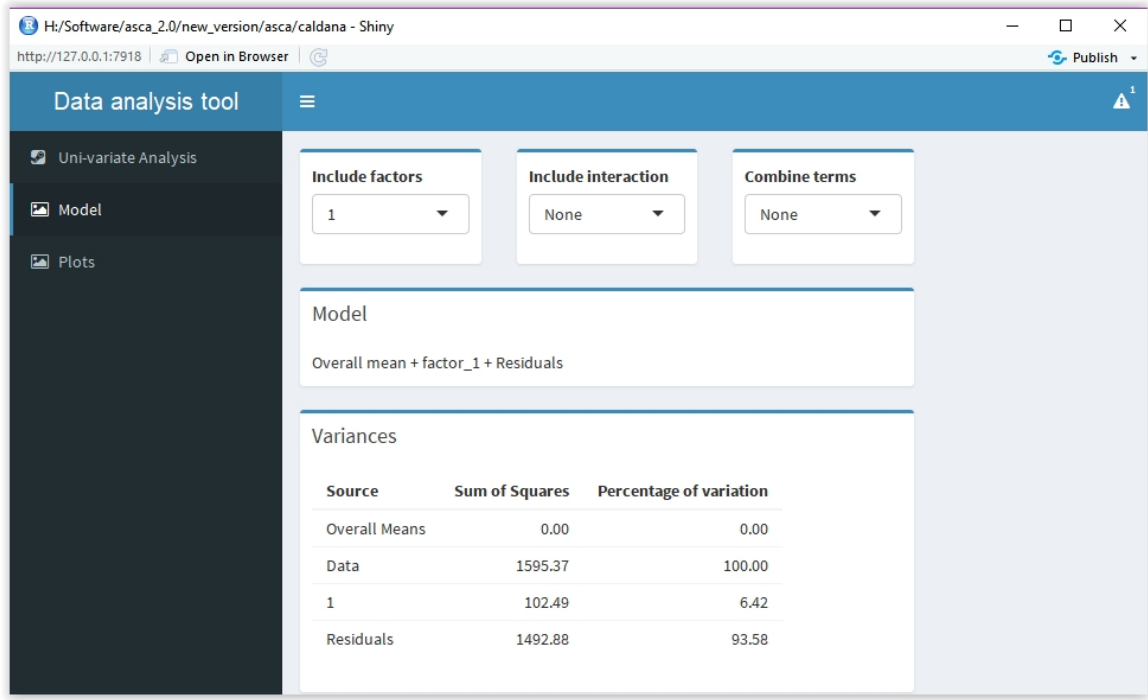 H:/Software/asca_2.0/new_version/asca/caldana - Shiny
http://127.0.0.1:7918 Open in Browser Publish
Data analysis tool 1
Uni-variate Analysis
Model
Plots
Include factors Include interaction Combine terms
1 None None
Model
Overall mean + factor_1 + Residuals
Variances
Source Sum of Squares Percentage of variation
Overall Means 0.00 0.00
Data 1595.37 100.00
1 102.49 6.42
Residuals 1492.88 93.58